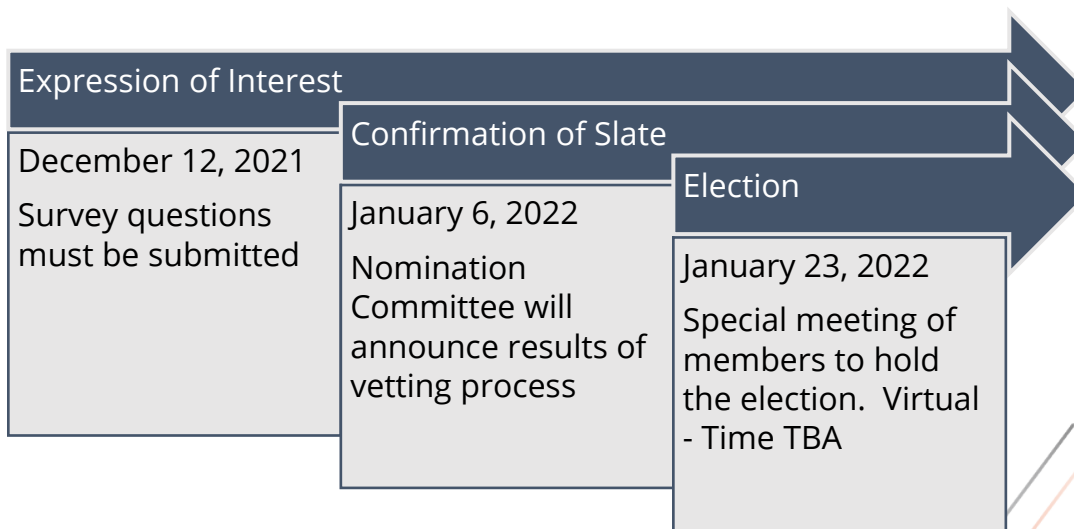 Expression of Interest
December 12, 2021
Survey questions
must be submitted
Confirmation of Slate
January 6, 2022
Nomination
Committee will
announce results of
vetting process
Election
January 23, 2022
Special meeting of
members to hold
the election.  Virtual
- Time TBA